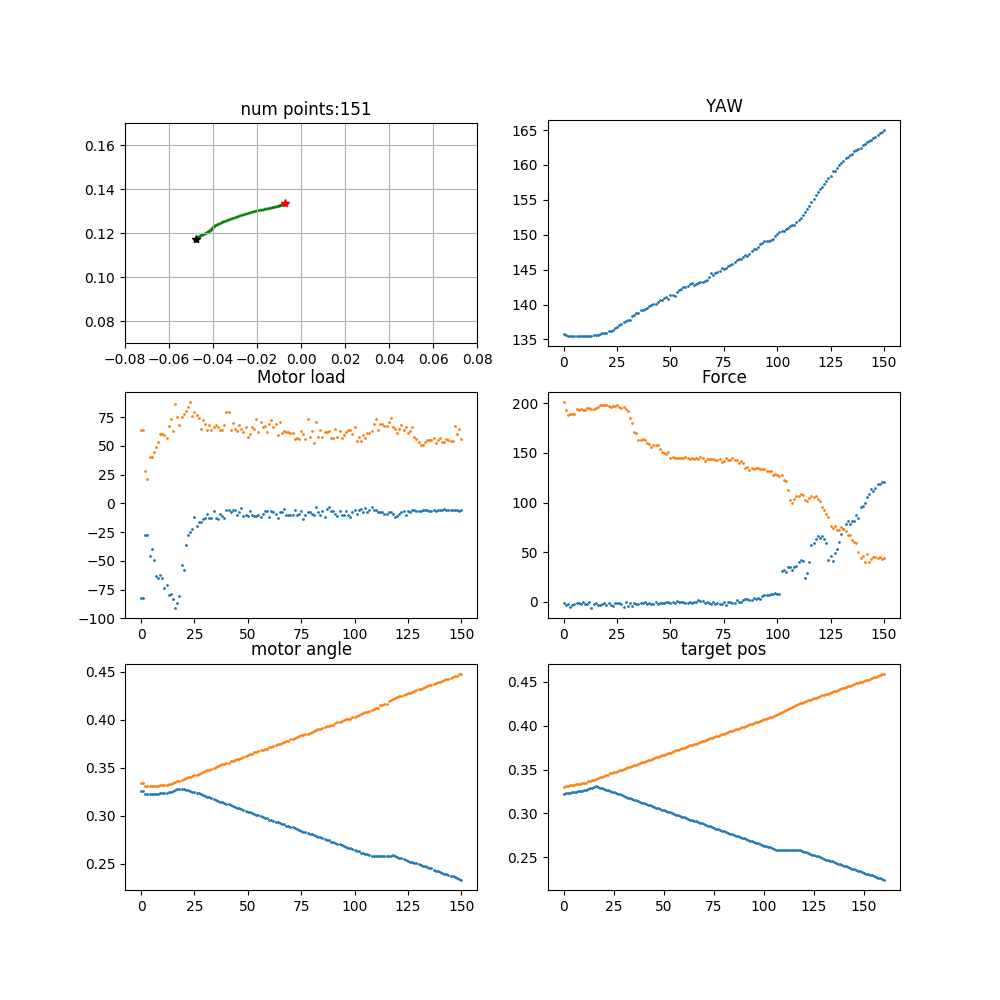 num points:151
YAW
0.16
0.14
0.12
0.10
0.08
−0.08 −0.06 −0.04 −0.02 0.00 0.02 0.04 0.06 0.08
165
160
155
150
145
140
135
0 25 50 75 100 125 150
Motor load
Force
75
50
25
0
−25
−50
−75
−100
0 25 50 75 100 125 150
200
150
100
50
0
0 25 50 75 100 125 150
motor angle
target pos
0.45
0.40
0.35
0.30
0.25
0 25 50 75 100 125 150
0.45
0.40
0.35
0.30
0.25
0 25 50 75 100 125 150